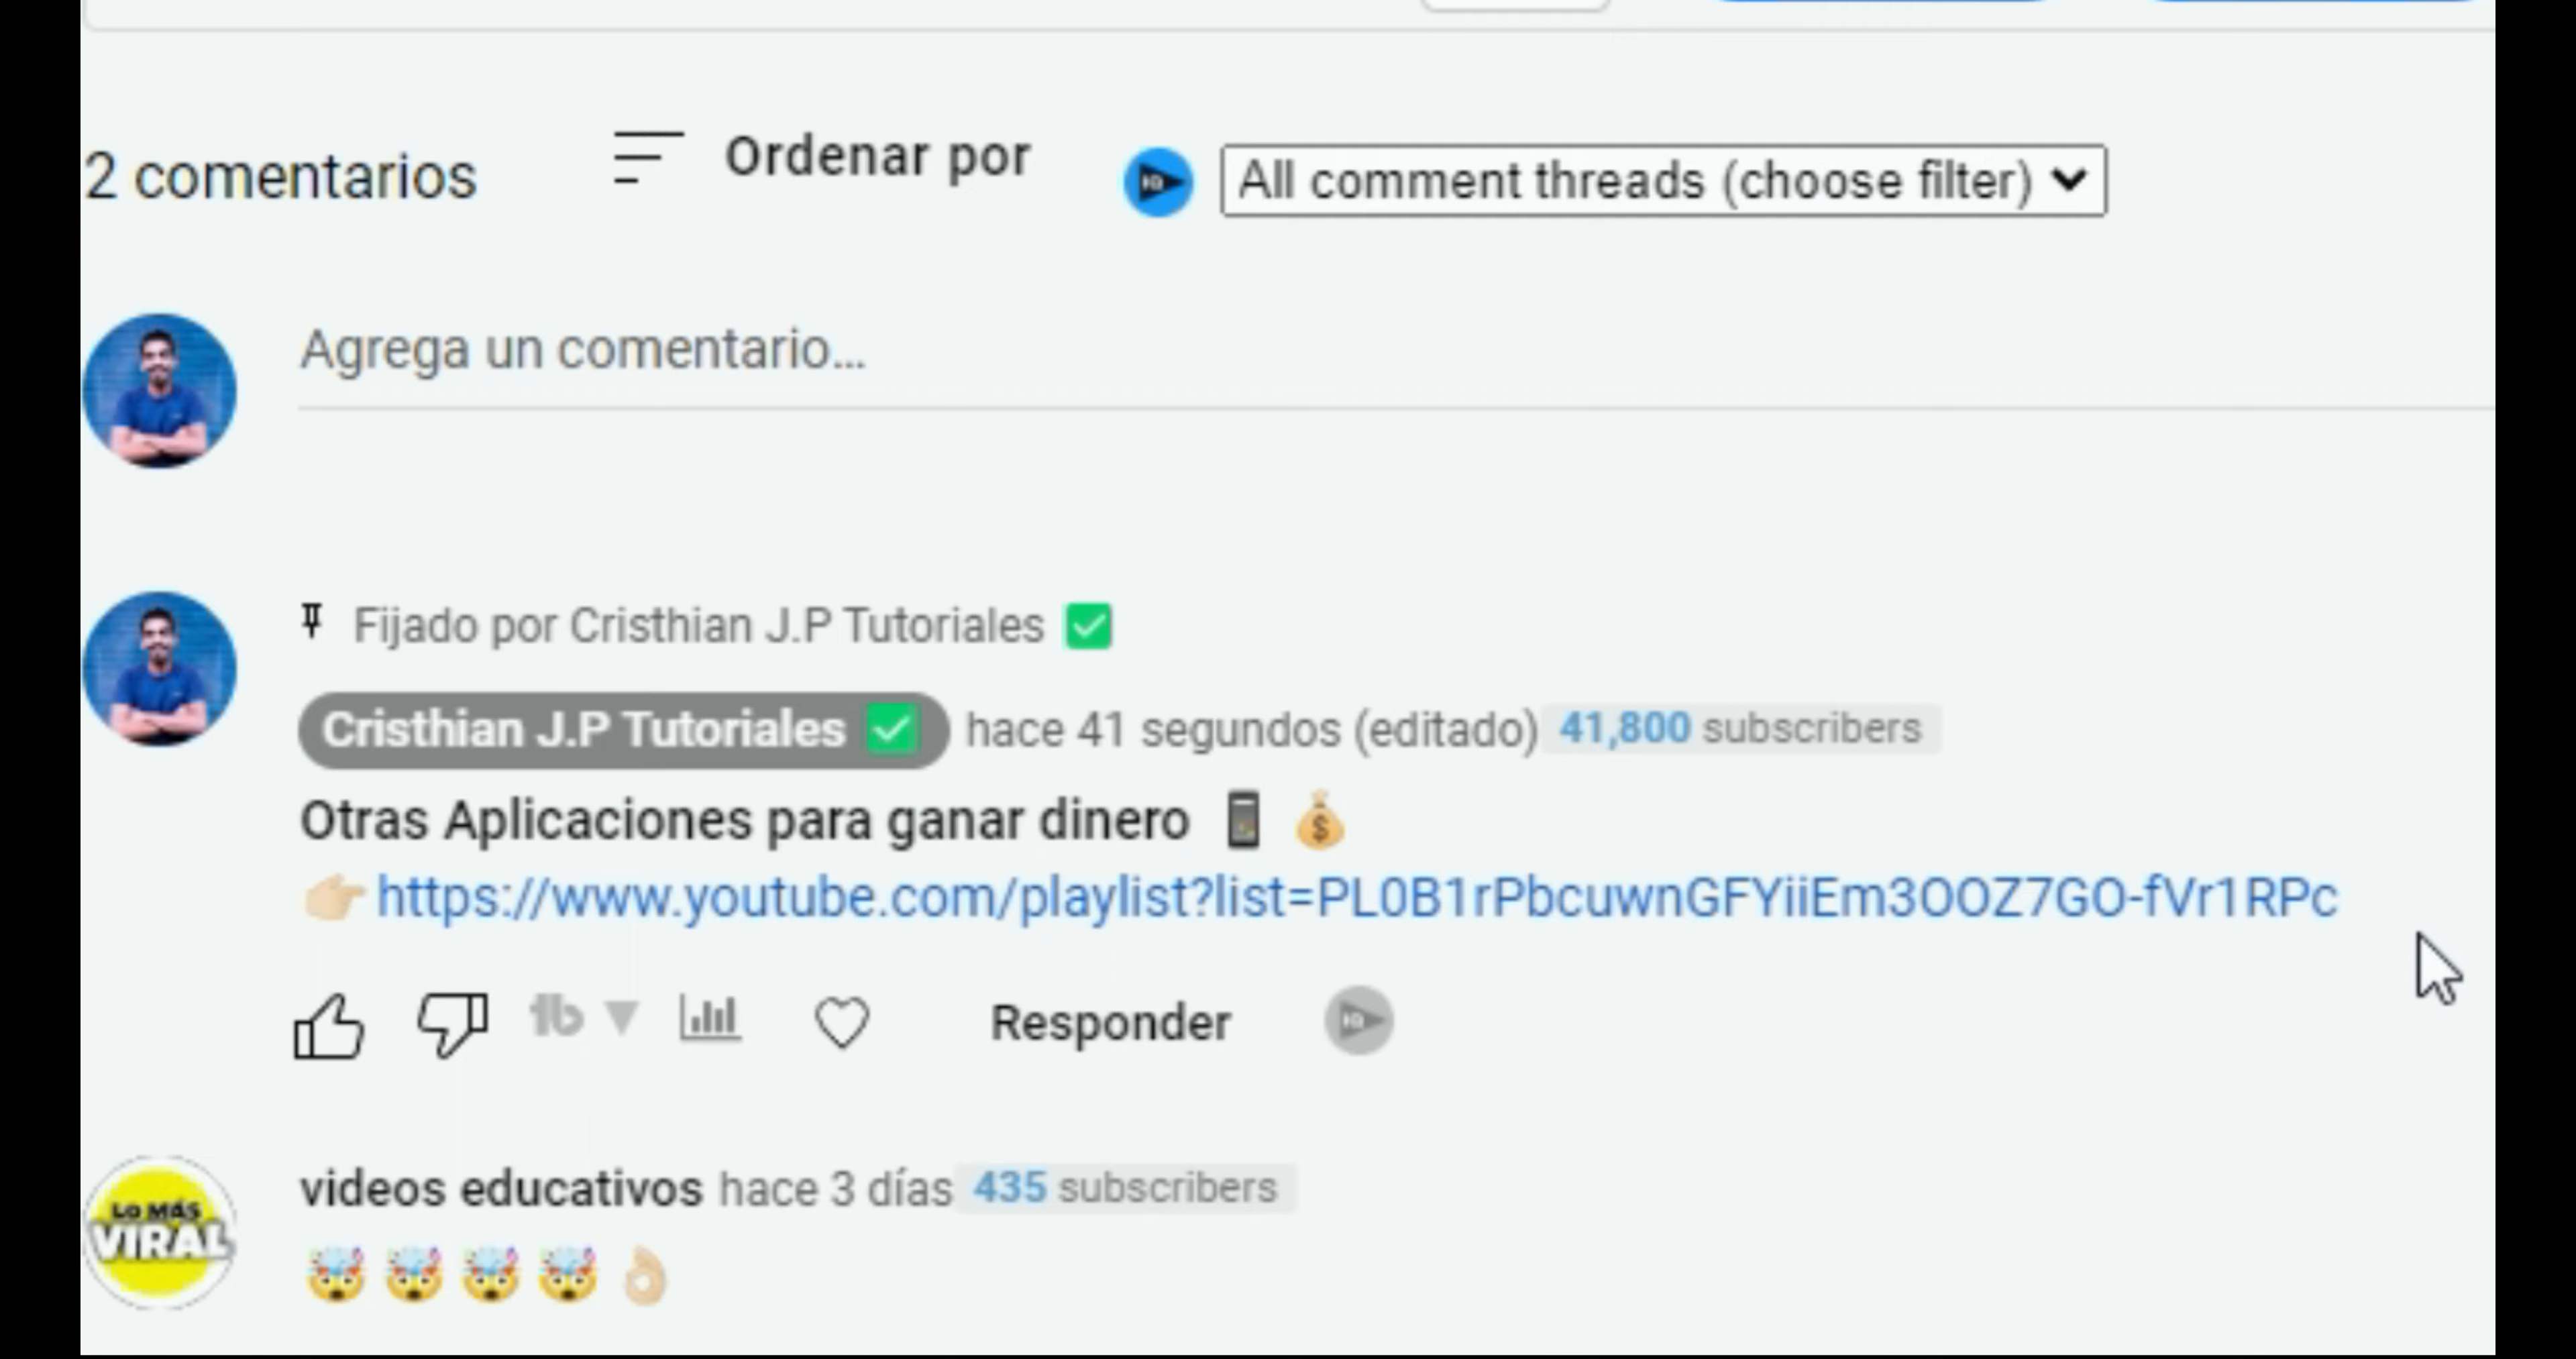 2 comentarios
Ordenar por
All comment threads (choose filter)
Agrega un comentario...
Fijado por Cristhian J.P Tutoriales ✅
Cristhian J.P Tutoriales ✅ hace 41 segundos (editado) 41,800 subscribers
Otras Aplicaciones para ganar dinero 📱 💰
👉🏼 https://www.youtube.com/playlist?list=PL0B1rPbcuwnGFYiiEm3OOZ7GO-fVr1RPc
Responder
videos educativos hace 3 días 435 subscribers
LO MÁS
VIRAL
🤯 🤯 🤯 🤯 👌🏼